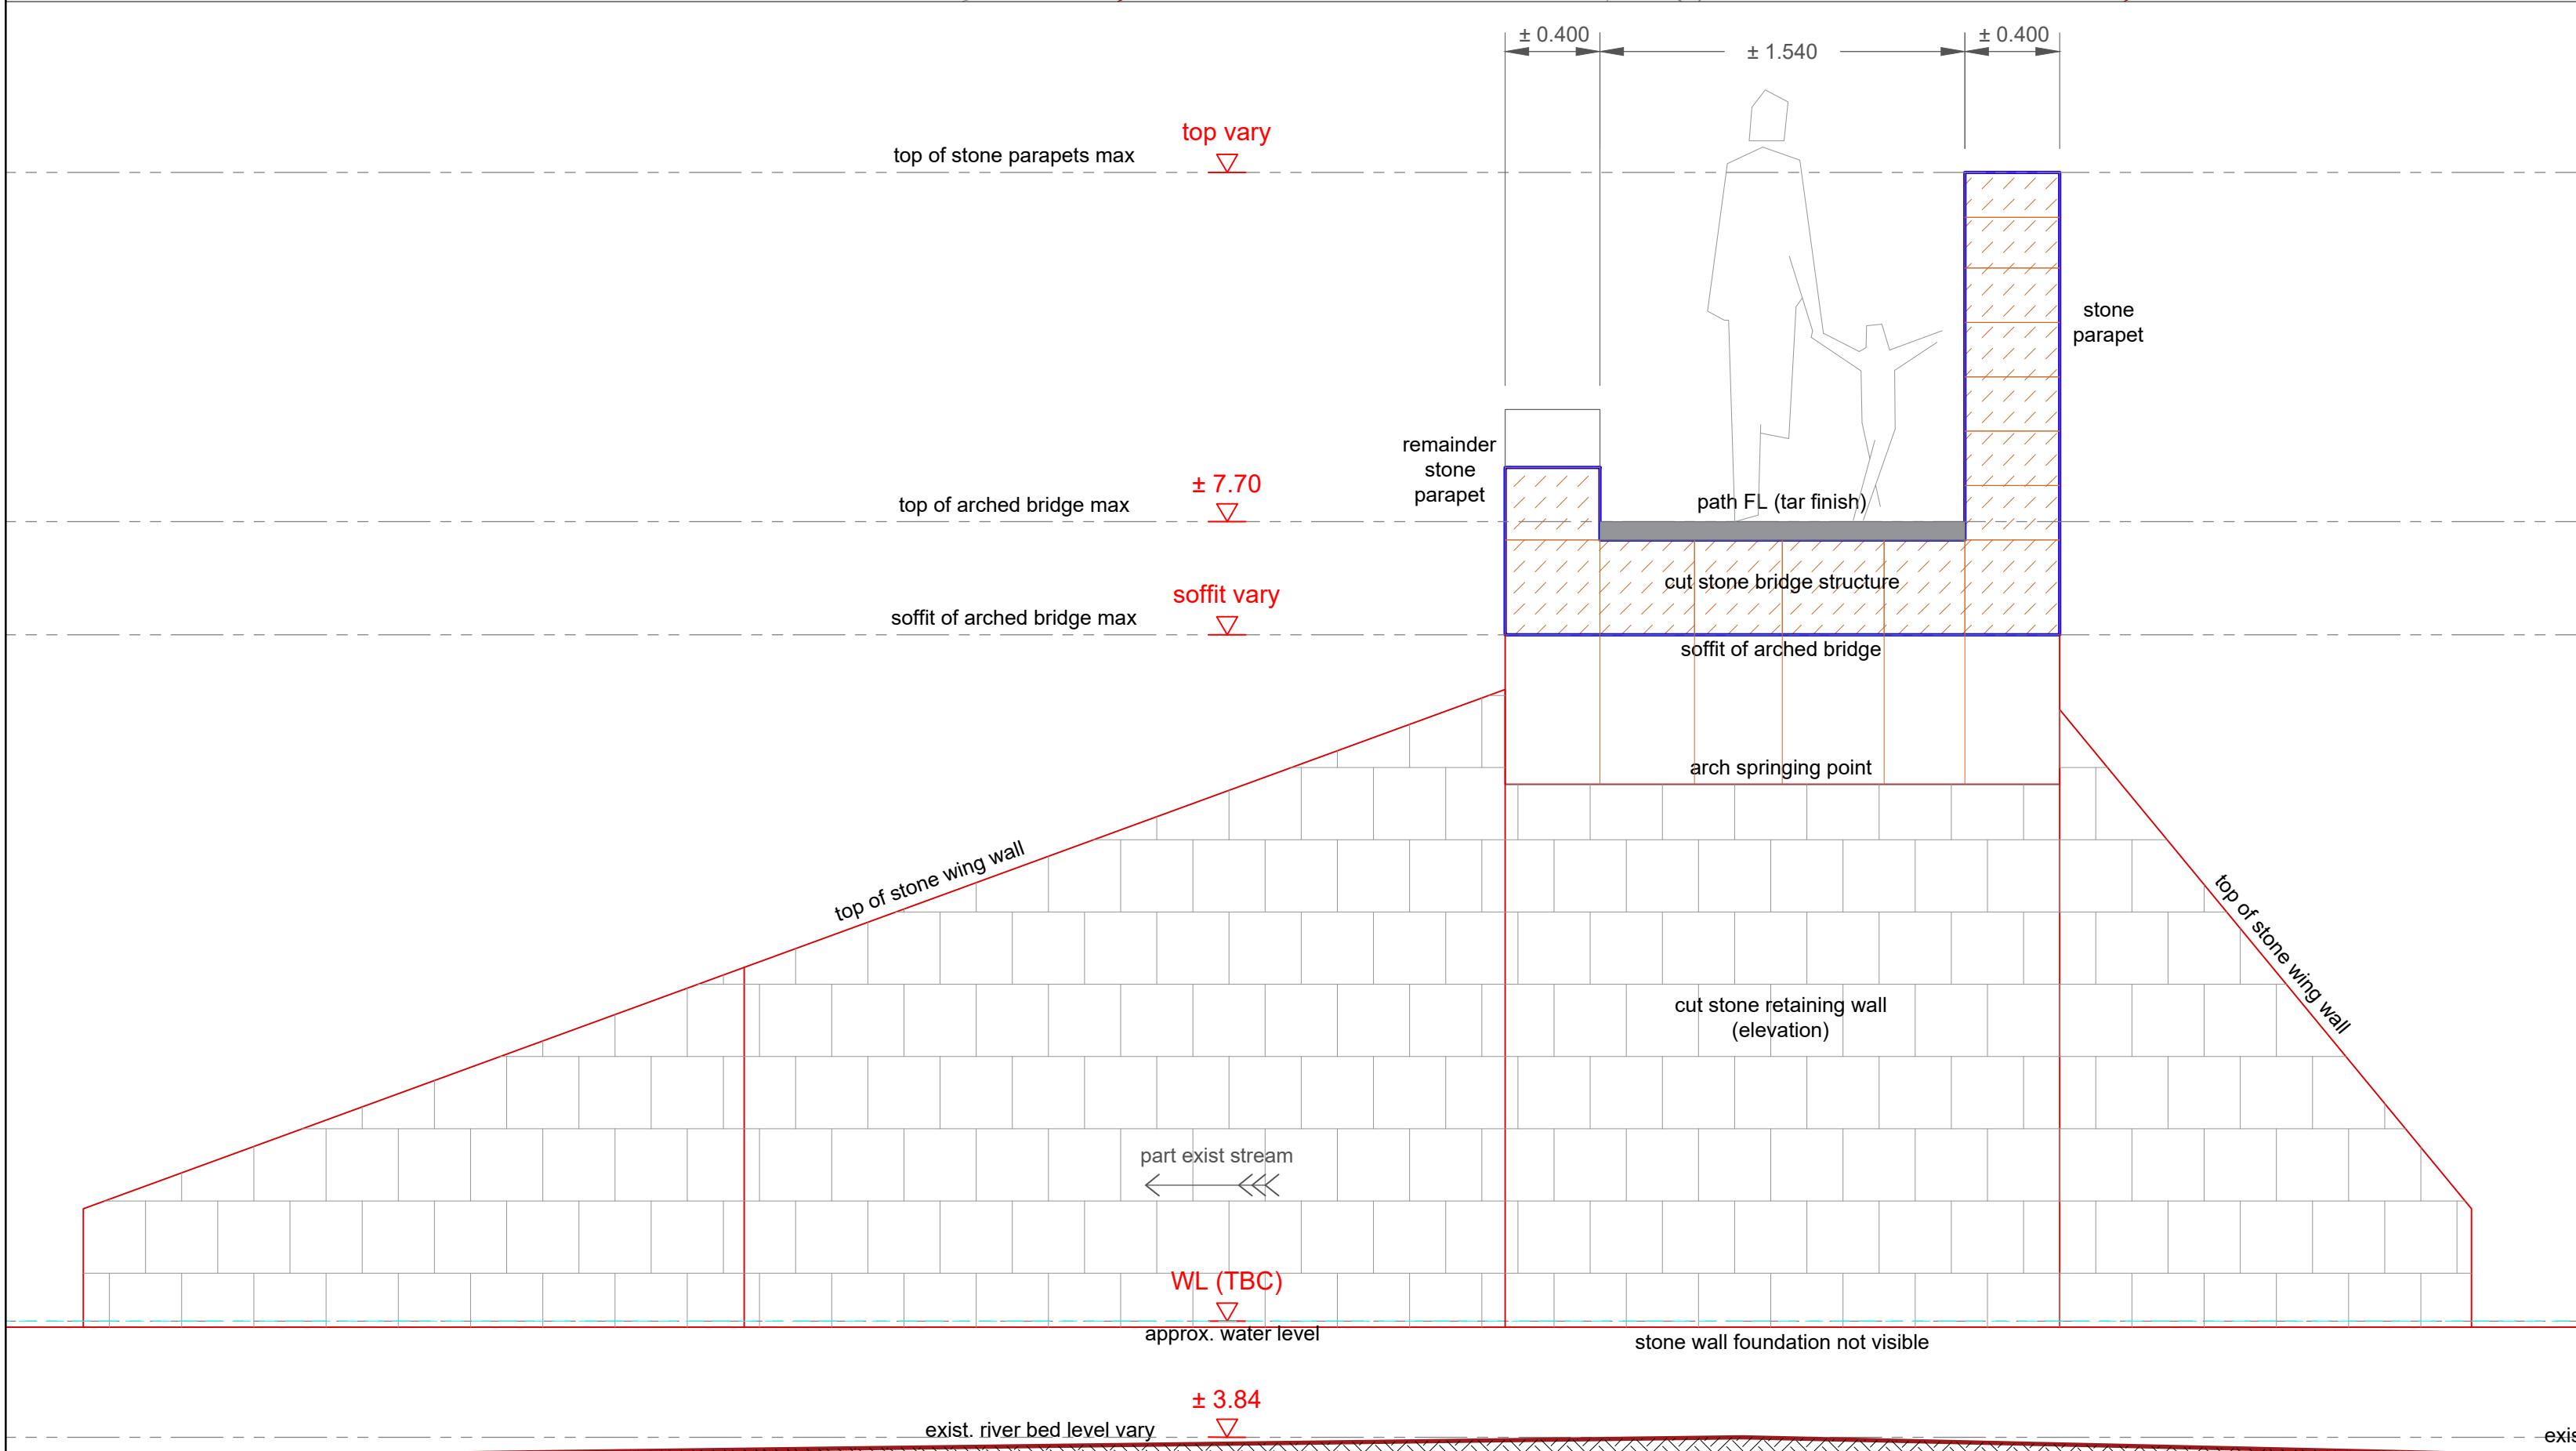 ± 0.400
± 1.540
± 0.400
top vary
top of stone parapets max
stone
parapet
remainder
stone
parapet
± 7.70
top of arched bridge max
path FL (tar finish)
cut stone bridge structure
soffit vary
soffit of arched bridge max
soffit of arched bridge
arch springing point
top of stone wing wall
top of stone wing wall
cut stone retaining wall
(elevation)
part exist stream
WL (TBC)
approx. water level
stone wall foundation not visible
± 3.84
exist. river bed level vary
exis